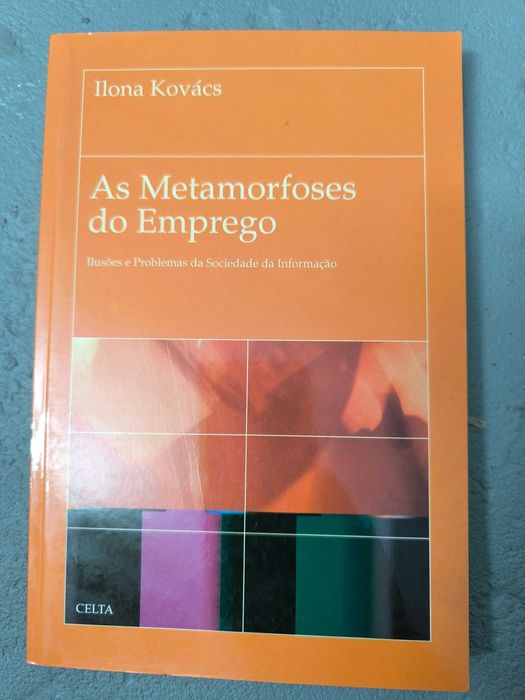 Ilona Kovács
As Metamorfoses
do Emprego
Ilusões e Problemas da Sociedade da Informação
CELTA